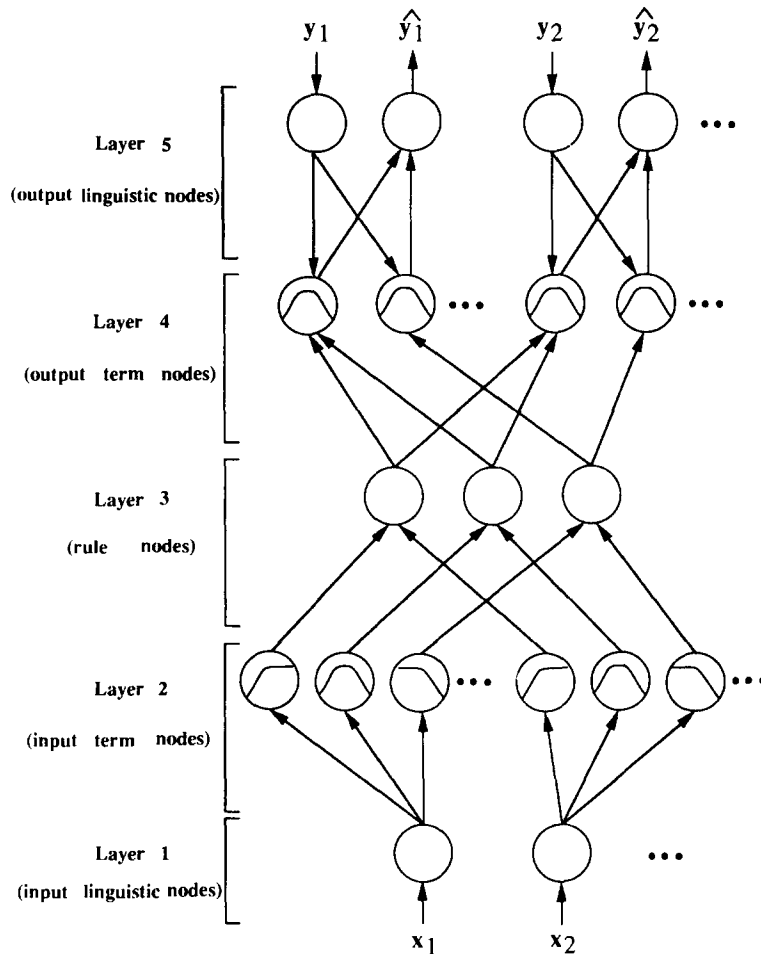 y1 ŷ1 y2 ŷ2
Layer 5
(output linguistic nodes)
•••
Layer 4
(output term nodes)
••• •••
Layer 3
(rule nodes)
Layer 2
(input term nodes)
••• •••
Layer 1
(input linguistic nodes)
•••
x1 x2